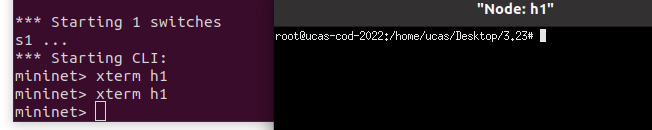 *** Starting 1 switches
s1 ...
*** Starting CLI:
mininet> xterm h1
mininet> xterm h1
mininet>
"Node: h1"
root@ucas-cod-2022:/home/ucas/Desktop/3.23#